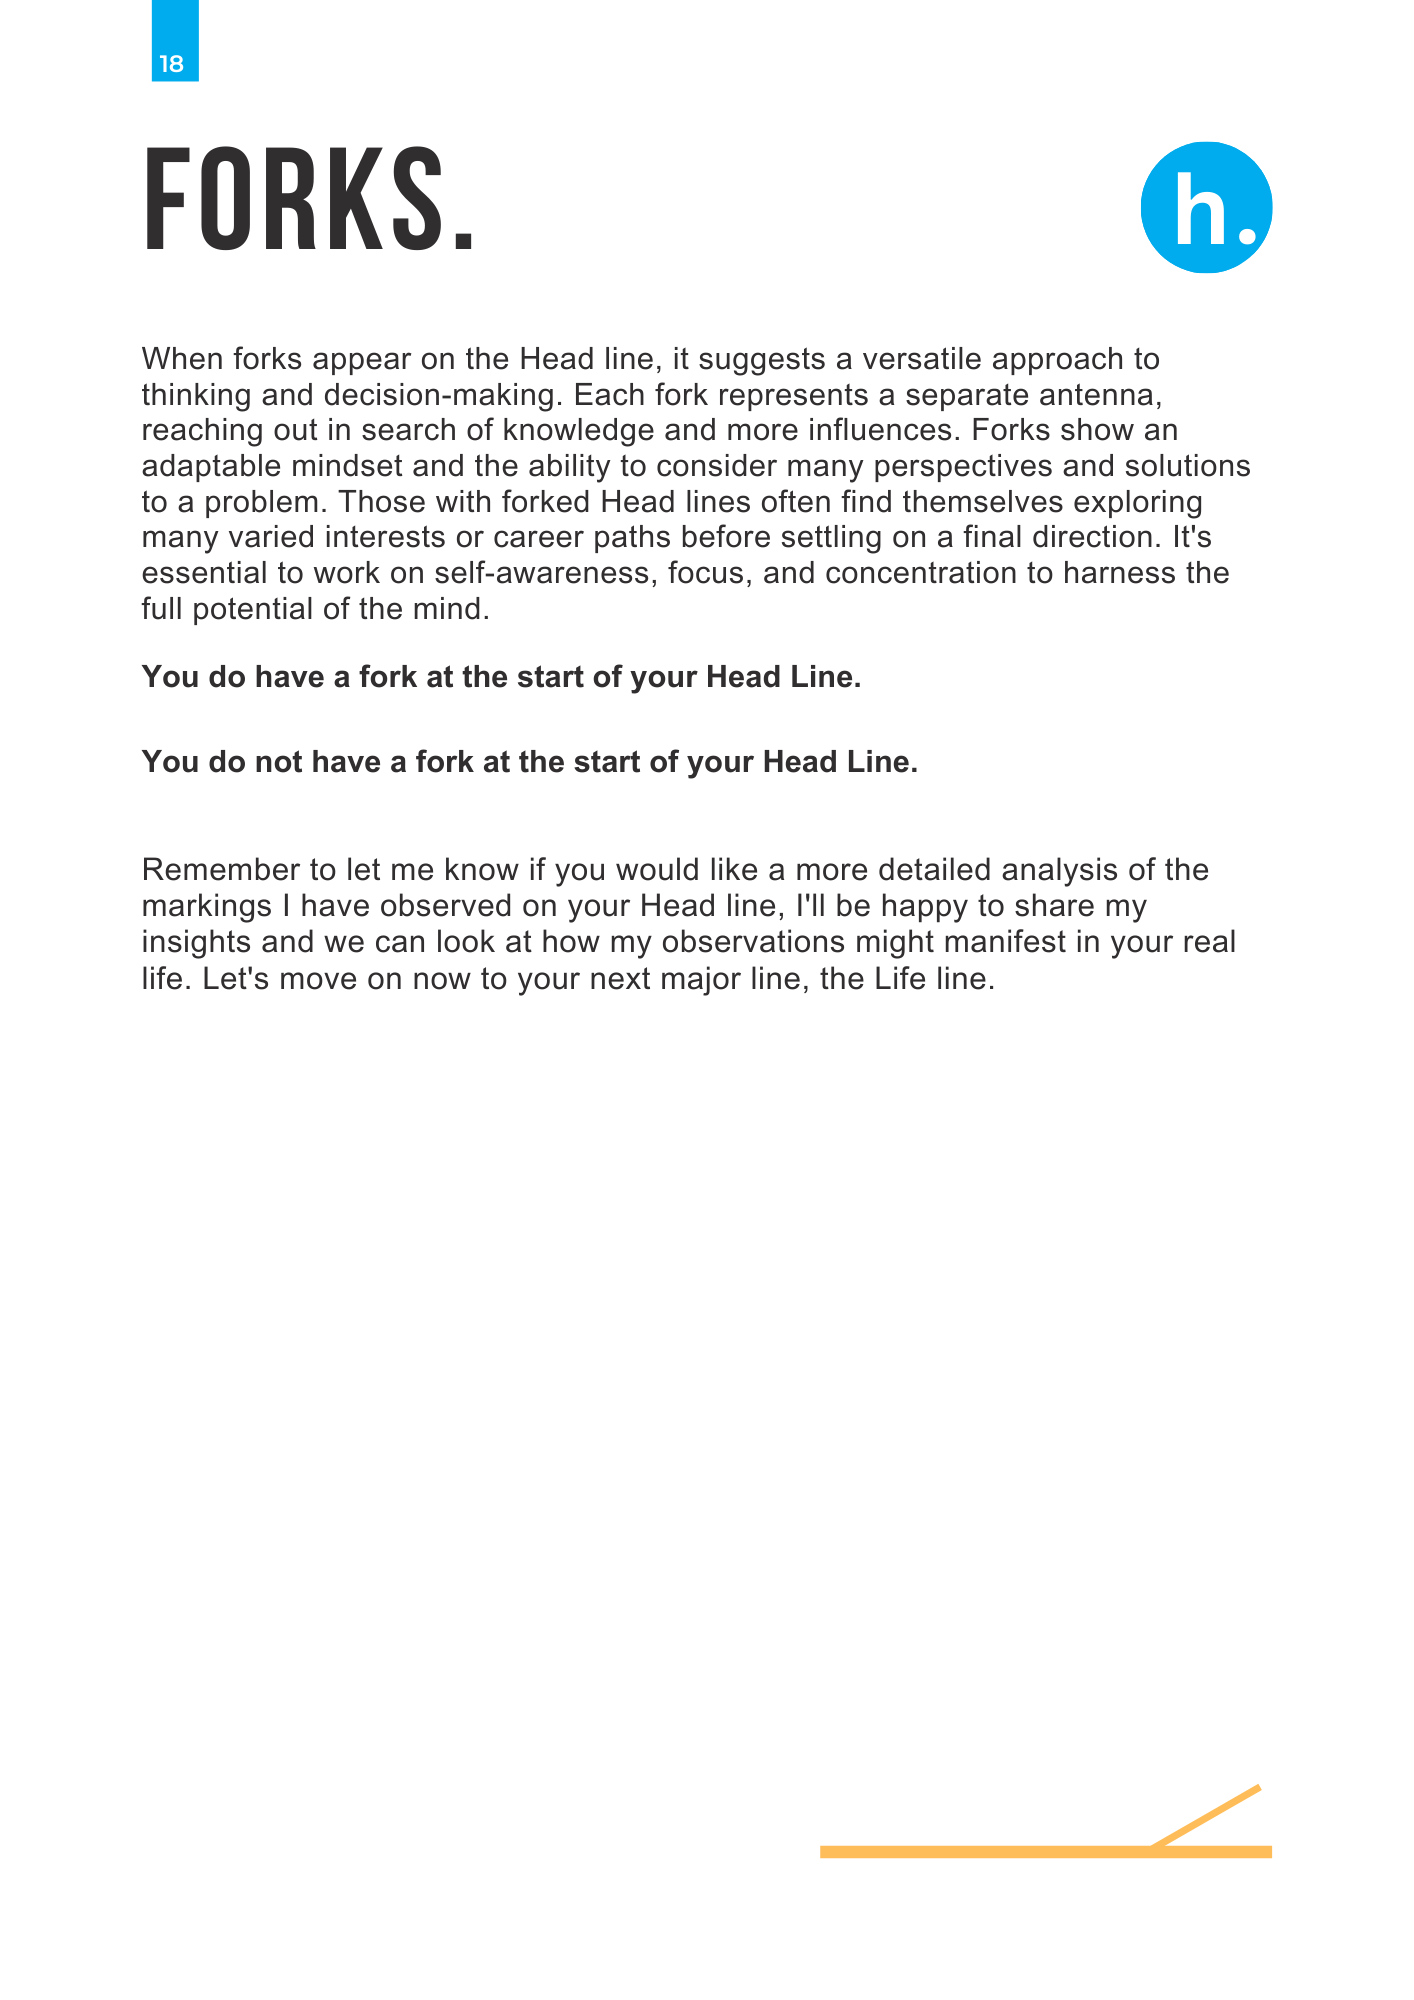 18
FORKS.
h.
When forks appear on the Head line, it suggests a versatile approach to
thinking and decision-making. Each fork represents a separate antenna,
reaching out in search of knowledge and more influences. Forks show an
adaptable mindset and the ability to consider many perspectives and solutions
to a problem. Those with forked Head lines often find themselves exploring
many varied interests or career paths before settling on a final direction. It's
essential to work on self-awareness, focus, and concentration to harness the
full potential of the mind.
You do have a fork at the start of your Head Line.
You do not have a fork at the start of your Head Line.
Remember to let me know if you would like a more detailed analysis of the
markings I have observed on your Head line, I'll be happy to share my
insights and we can look at how my observations might manifest in your real
life. Let's move on now to your next major line, the Life line.